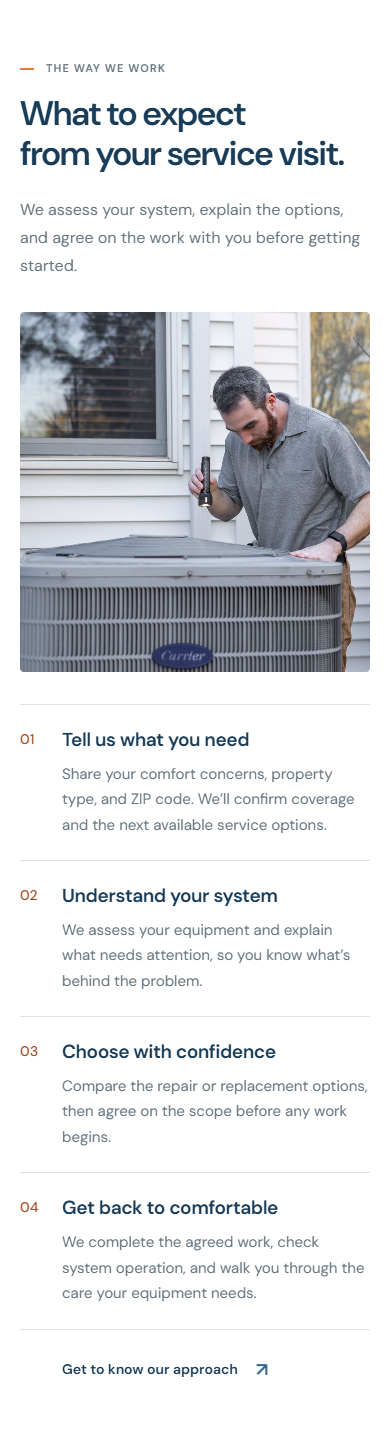 THE WAY WE WORK
What to expect
from your service visit.
We assess your system, explain the options,
and agree on the work with you before getting
started.
Carrier
01 Tell us what you need
Share your comfort concerns, property
type, and ZIP code. We’ll confirm coverage
and the next available service options.
02 Understand your system
We assess your equipment and explain
what needs attention, so you know what’s
behind the problem.
03 Choose with confidence
Compare the repair or replacement options,
then agree on the scope before any work
begins.
04 Get back to comfortable
We complete the agreed work, check
system operation, and walk you through the
care your equipment needs.
Get to know our approach